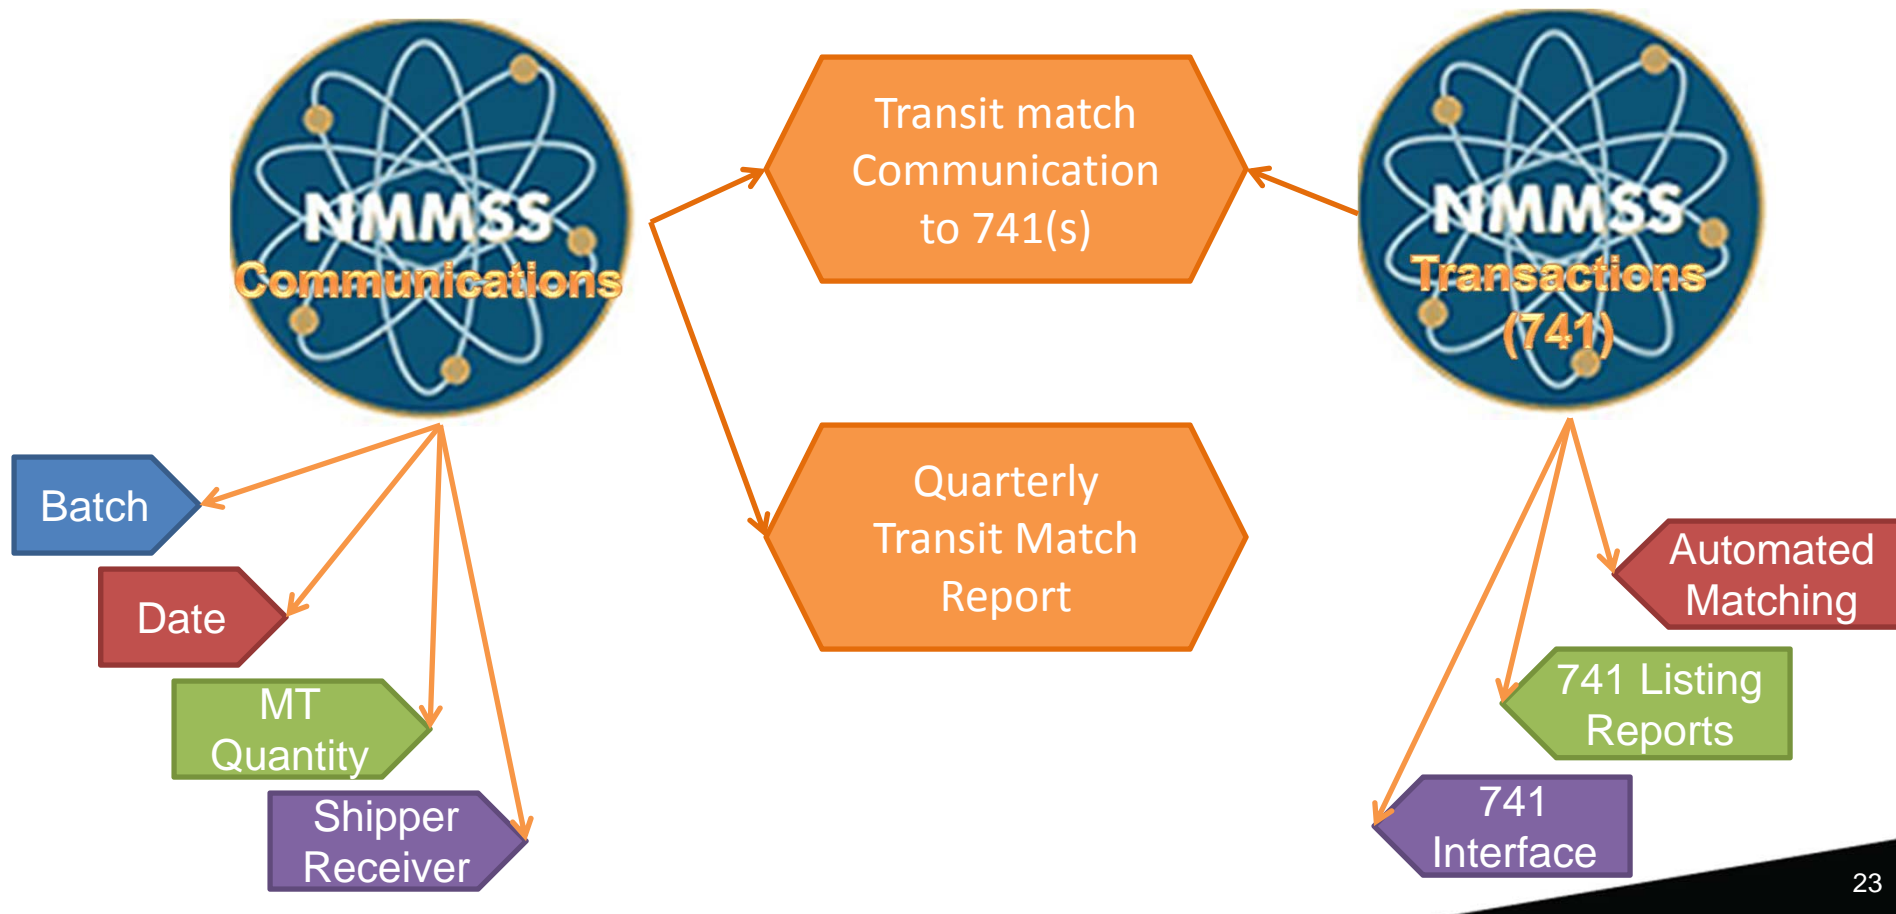 NMMSS
Communications
Transit match
Communication
to 741(s)
NMMSS
Transactions
(741)
Batch
Date
MT
Quantity
Shipper
Receiver
Quarterly
Transit Match
Report
Automated
Matching
741 Listing
Reports
741
Interface
23